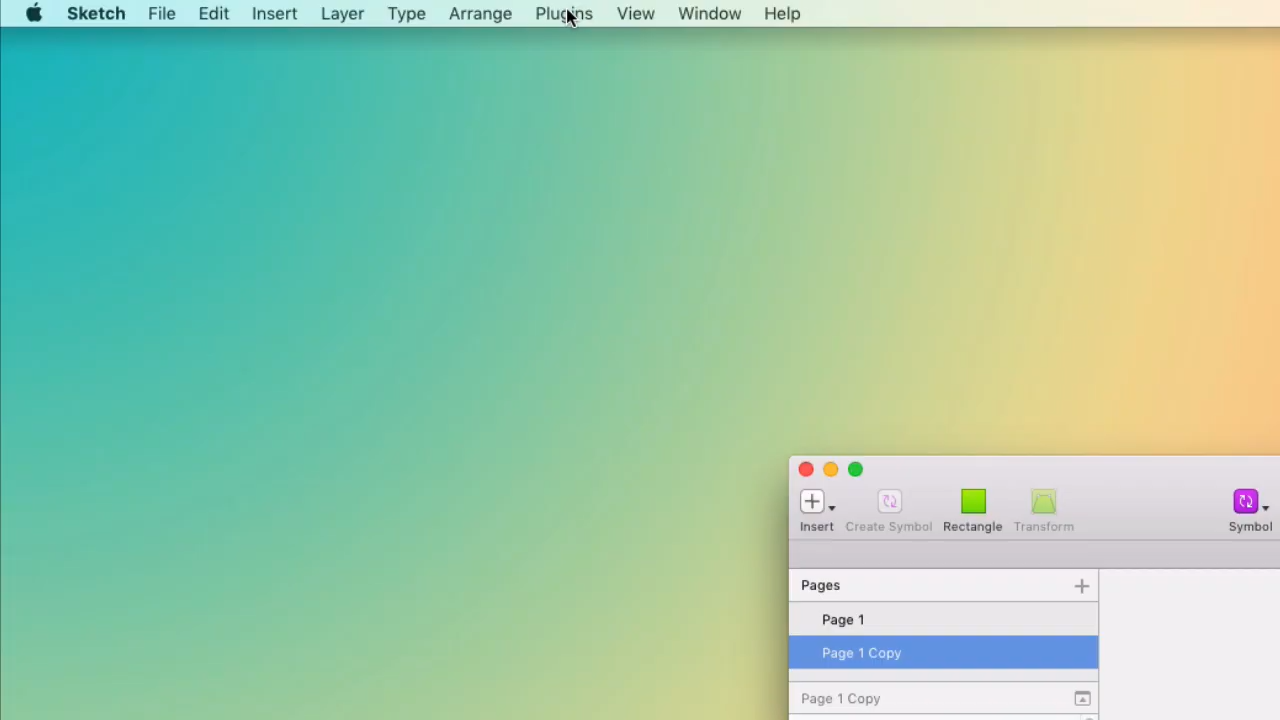 Sketch File Edit Insert Layer Type Arrange Plugins View Window Help
Insert Create Symbol Rectangle Transform Symbol
Pages
Page 1
Page 1 Copy
Page 1 Copy